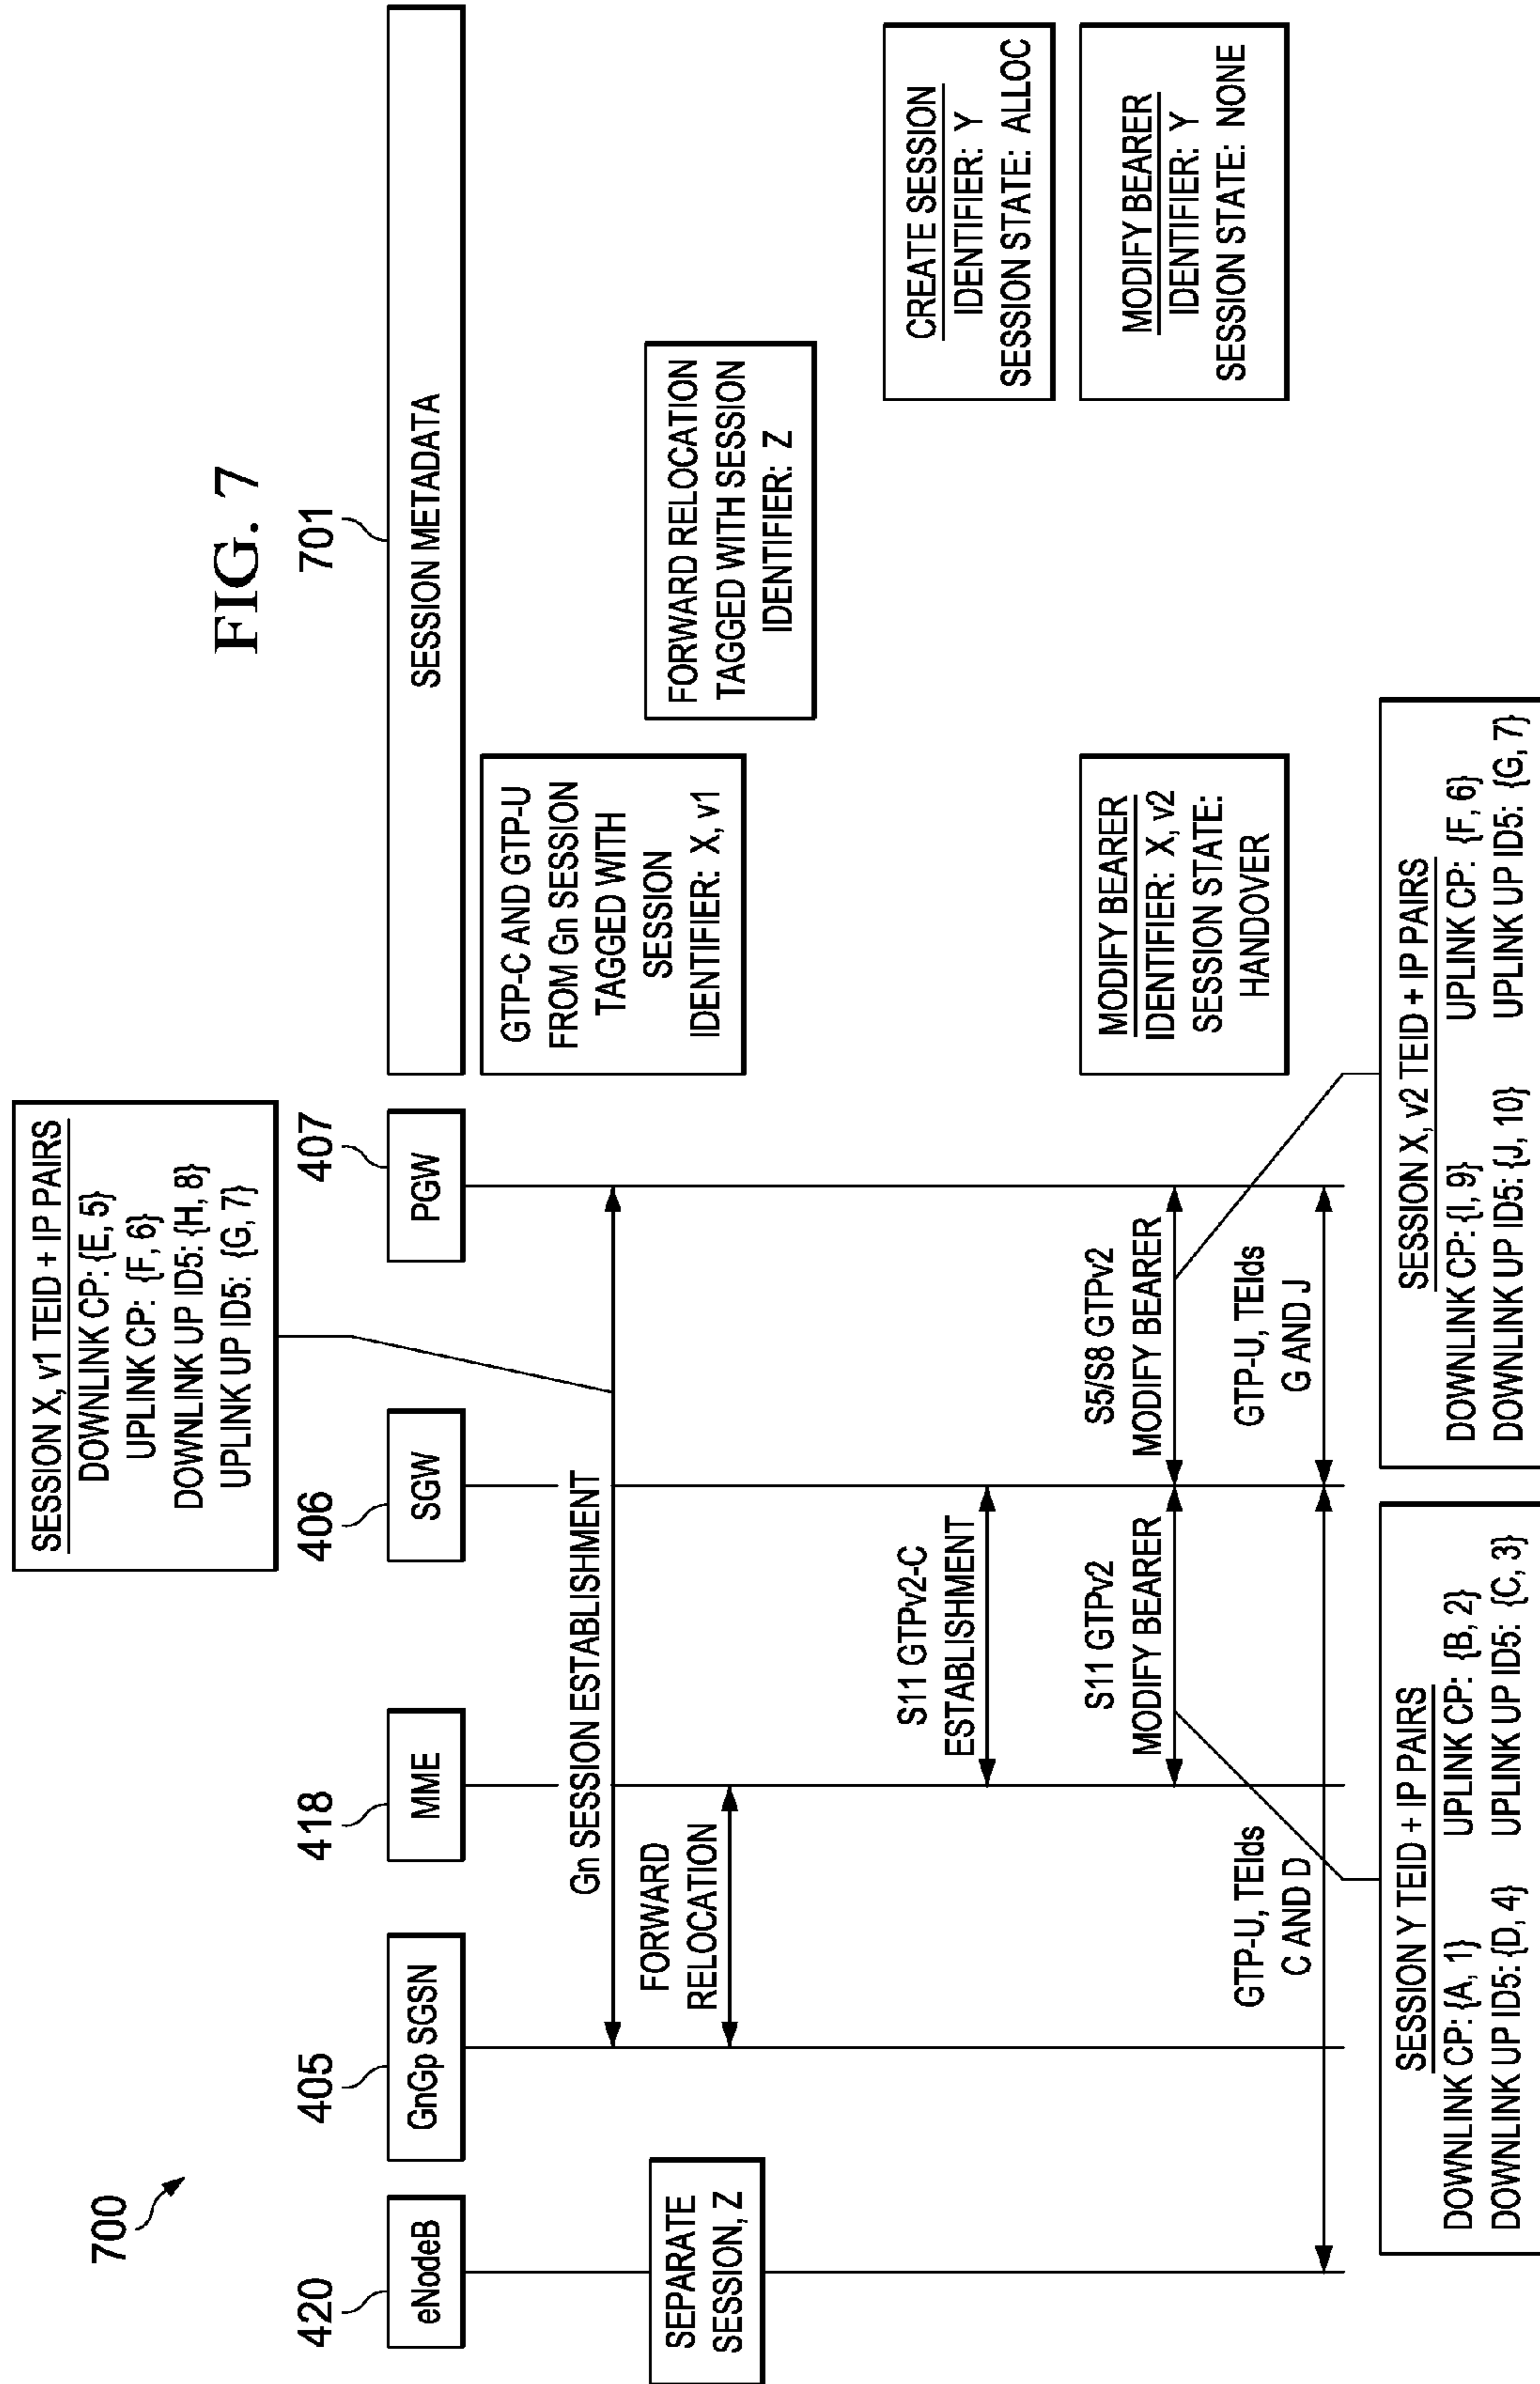 700
FIG. 7
SESSION X, v1 TEID + IP PAIRS
DOWNLINK CP: {E, 5}
UPLINK CP: {F, 6}
DOWNLINK UP ID5: {H, 8}
UPLINK UP ID5: {G, 7}
420
405
418
406
407
701
eNodeB
GnGp SGSN
MME
SGW
PGW
SESSION METADATA
Gn SESSION ESTABLISHMENT
GTP-C AND GTP-U
FROM Gn SESSION
TAGGED WITH
SESSION
IDENTIFIER: X, v1
SEPARATE
SESSION, Z
FORWARD
RELOCATION
FORWARD RELOCATION
TAGGED WITH SESSION
IDENTIFIER: Z
S11 GTPv2-C
ESTABLISHMENT
CREATE SESSION
IDENTIFIER: Y
SESSION STATE: ALLOC
S11 GTPv2
MODIFY BEARER
S5/S8 GTPv2
MODIFY BEARER
MODIFY BEARER
IDENTIFIER: X, v2
SESSION STATE:
HANDOVER
MODIFY BEARER
IDENTIFIER: Y
SESSION STATE: NONE
GTP-U, TEIds
C AND D
GTP-U, TEIds
G AND J
SESSION Y TEID + IP PAIRS
DOWNLINK CP: {A, 1} UPLINK CP: {B, 2}
DOWNLINK UP ID5: {D, 4} UPLINK UP ID5: {C, 3}
SESSION X, v2 TEID + IP PAIRS
DOWNLINK CP: {I, 9} UPLINK CP: {F, 6}
DOWNLINK UP ID5: {J, 10} UPLINK UP ID5: {G, 7}